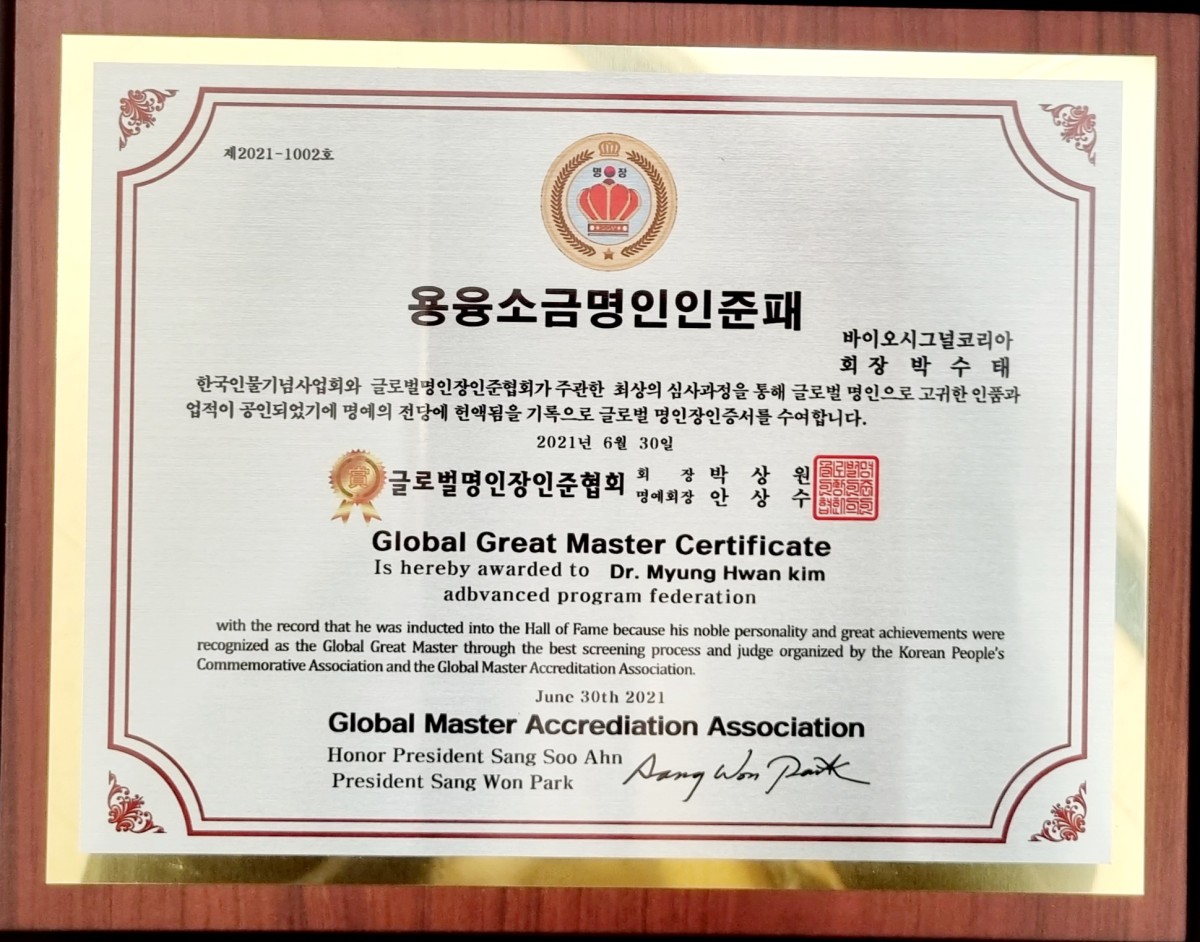 제2021-1002호
명 장
용융소금명인인준패
바이오시그널코리아
회장 박 수 태
한국인물기념사업회와 글로벌명인장인준협회가 주관한 최상의 심사과정을 통해 글로벌 명인으로 고귀한 인품과
업적이 공인되었기에 명예의 전당에 현액됨을 기록으로 글로벌 명인장인증서를 수여합니다.
2021년 6월 30일
賞
글로벌명인장인준협회
회 장 박 상 원
명예회장 안 상 수
Global Great Master Certificate
Is hereby awarded to Dr. Myung Hwan kim
adbvanced program federation
with the record that he was inducted into the Hall of Fame because his noble personality and great achievements were
recognized as the Global Great Master through the best screening process and judge organized by the Korean People's
Commemorative Association and the Global Master Accreditation Association.
June 30th 2021
Global Master Accrediation Association
Honor President Sang Soo Ahn
President Sang Won Park
Sang Won Park